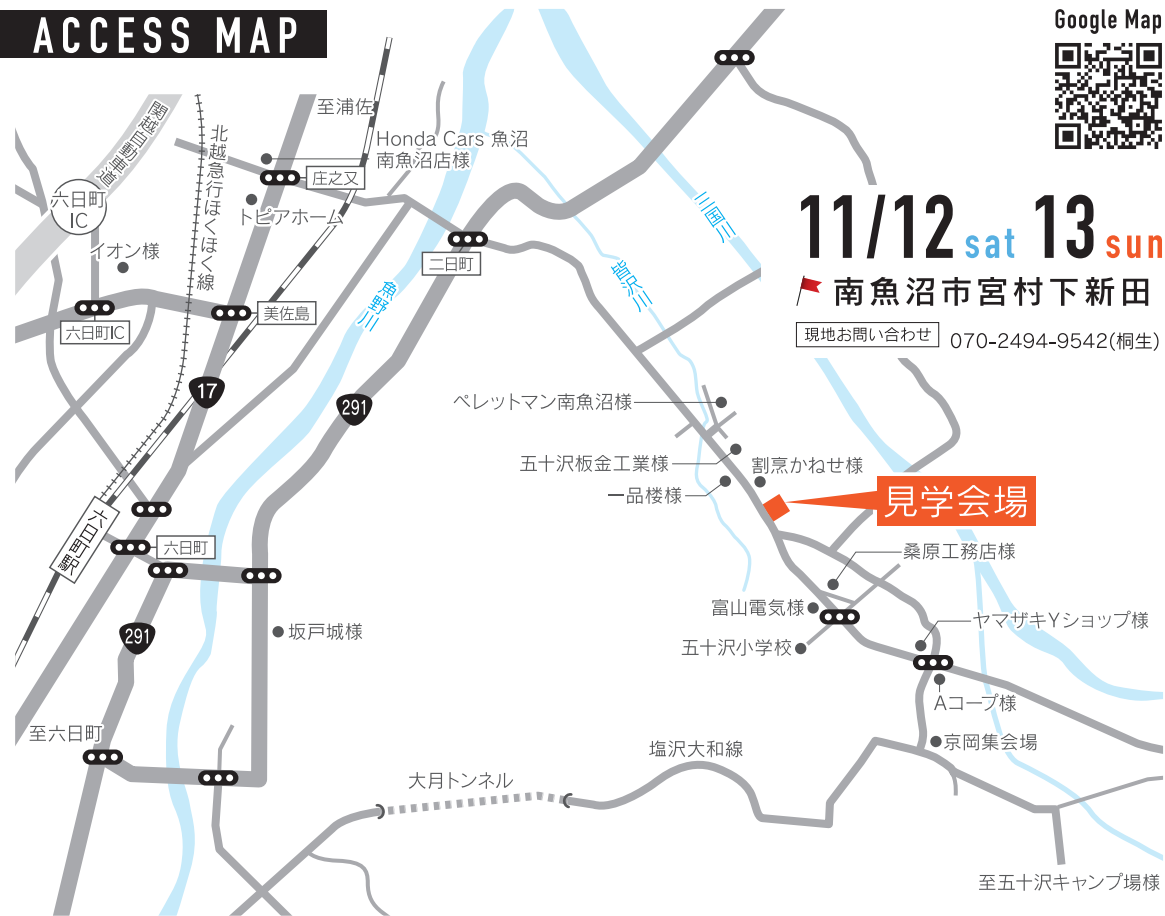 ACCESS MAP
Google Map
11/12 sat 13 sun
南魚沼市宮村下新田
現地お問い合わせ 070-2494-9542(桐生)
関越自動車道
六日町
IC
北越急行ほくほく線
至浦佐
Honda Cars 魚沼
南魚沼店様
庄之又
トピアホーム
イオン様
六日町IC
美佐島
二日町
魚野川
皆沢川
三国川
17
291
ペレットマン南魚沼様
五十沢板金工業様
一品楼様
割烹かねせ様
見学会場
桑原工務店様
富山電気様
五十沢小学校
ヤマザキYショップ様
Aコープ様
京岡集会場
六日町駅
六日町
291
坂戸城様
至六日町
大月トンネル
塩沢大和線
至五十沢キャンプ場様